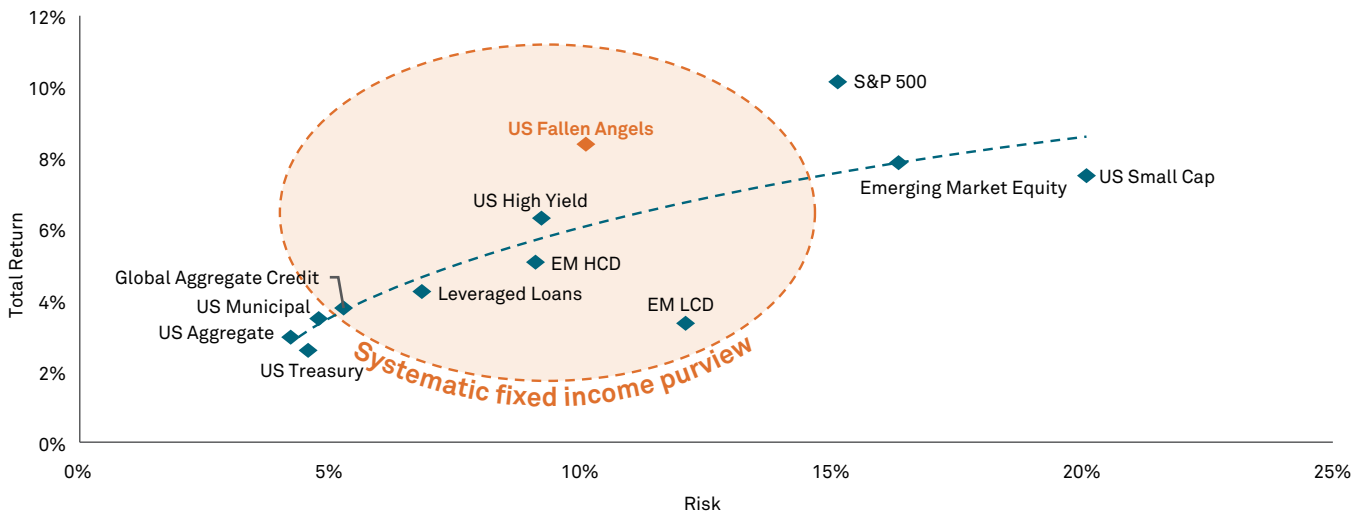 12%
10%
8%
6%
4%
2%
0%
Total Return
S&P 500
US Fallen Angels
Emerging Market Equity
US Small Cap
US High Yield
EM HCD
Global Aggregate Credit
Leveraged Loans
US Municipal
EM LCD
US Aggregate
US Treasury
Systematic fixed income purview
0%
5%
10%
15%
20%
25%
Risk